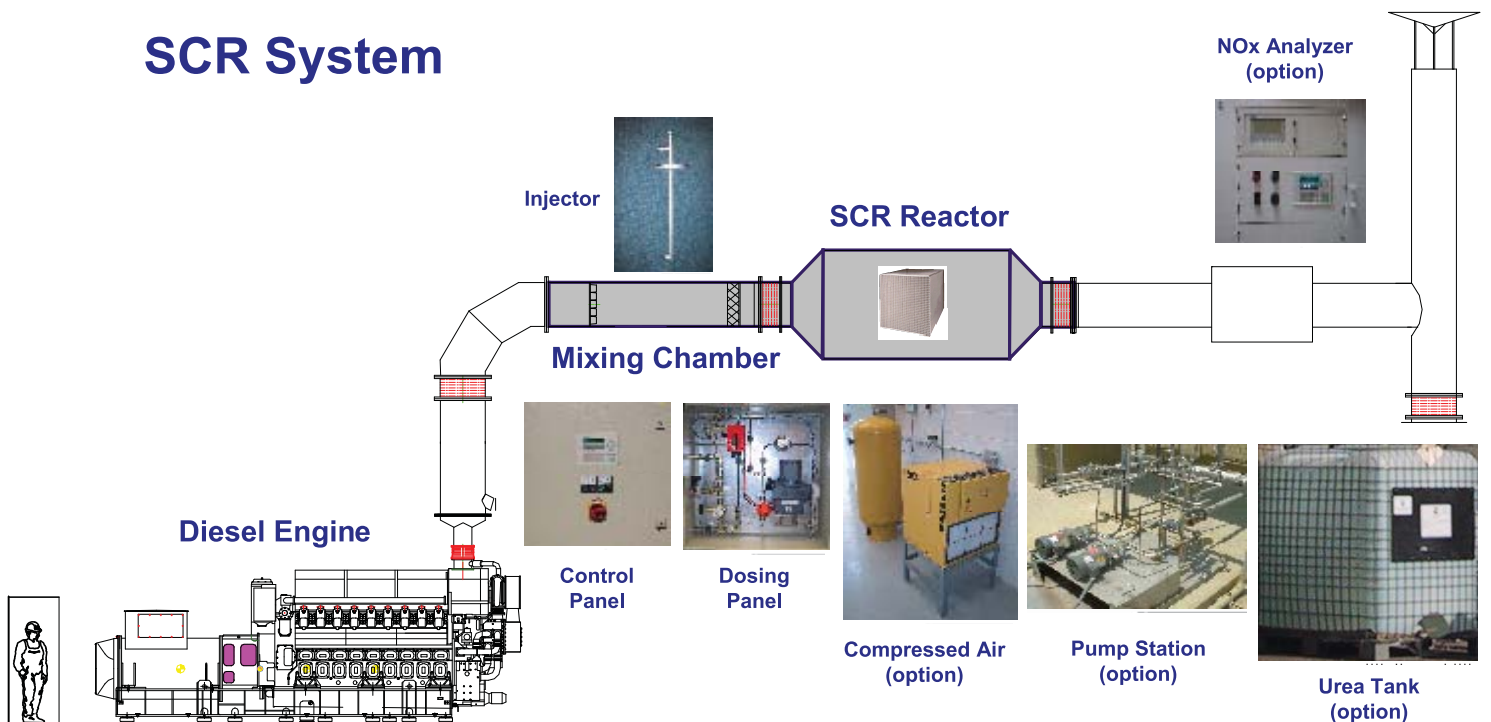 SCR System
NOx Analyzer
(option)
Injector
SCR Reactor
Mixing Chamber
Diesel Engine
Control
Panel
Dosing
Panel
Compressed Air
(option)
Pump Station
(option)
Urea Tank
(option)